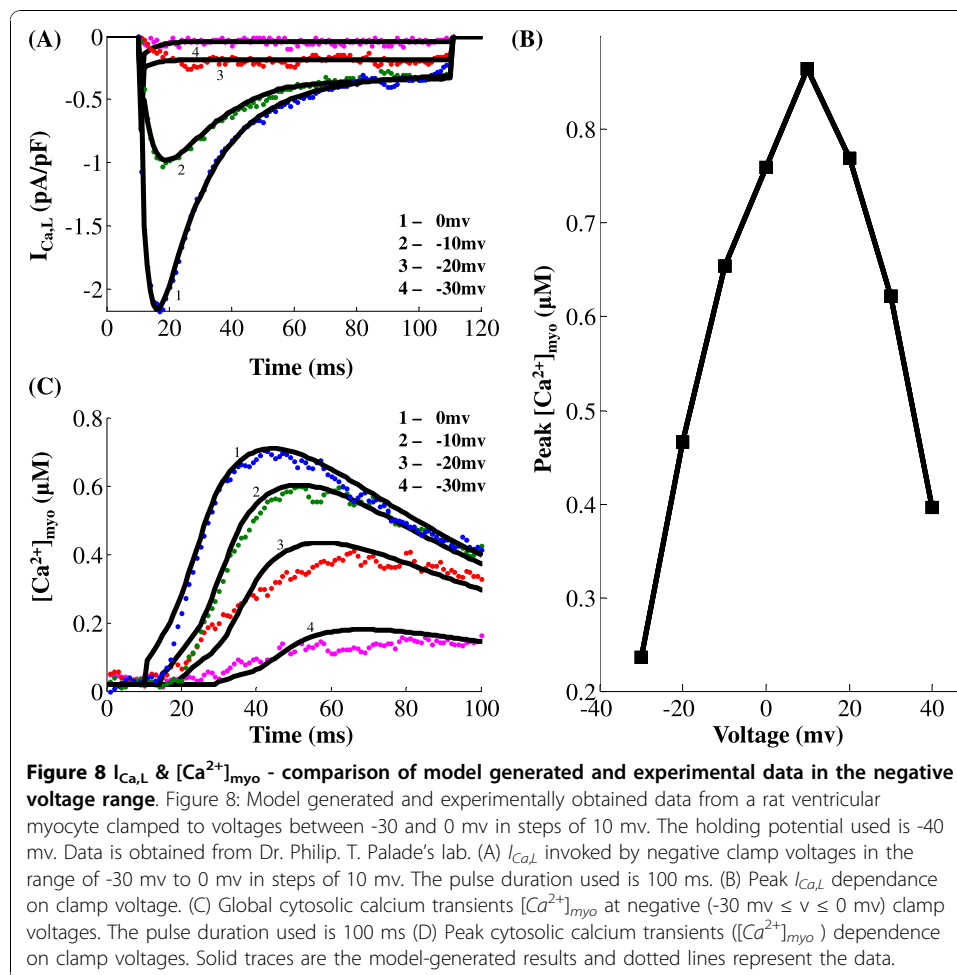 (A)
0
-0.5
-1
-1.5
-2
I_Ca,L (pA/pF)
4
3
2
1
1 – 0mv
2 – -10mv
3 – -20mv
4 – -30mv
0 20 40 60 80 100 120
Time (ms)
(B)
0.8
0.7
0.6
0.5
0.4
0.3
0.2
Peak [Ca²⁺]myo (µM)
-40 -20 0 20 40
Voltage (mv)
(C)
0.8
0.6
0.4
0.2
0
[Ca²⁺]myo (µM)
1
2
3
4
1 – 0mv
2 – -10mv
3 – -20mv
4 – -30mv
0 20 40 60 80 100
Time (ms)
Figure 8 I_Ca,L & [Ca²⁺]myo - comparison of model generated and experimental data in the negative
voltage range. Figure 8: Model generated and experimentally obtained data from a rat ventricular
myocyte clamped to voltages between -30 and 0 mv in steps of 10 mv. The holding potential used is -40
mv. Data is obtained from Dr. Philip. T. Palade's lab. (A) I_Ca,L invoked by negative clamp voltages in the
range of -30 mv to 0 mv in steps of 10 mv. The pulse duration used is 100 ms. (B) Peak I_Ca,L dependance
on clamp voltage. (C) Global cytosolic calcium transients [Ca²⁺]myo at negative (-30 mv ≤ v ≤ 0 mv) clamp
voltages. The pulse duration used is 100 ms (D) Peak cytosolic calcium transients ([Ca²⁺]myo ) dependence
on clamp voltages. Solid traces are the model-generated results and dotted lines represent the data.